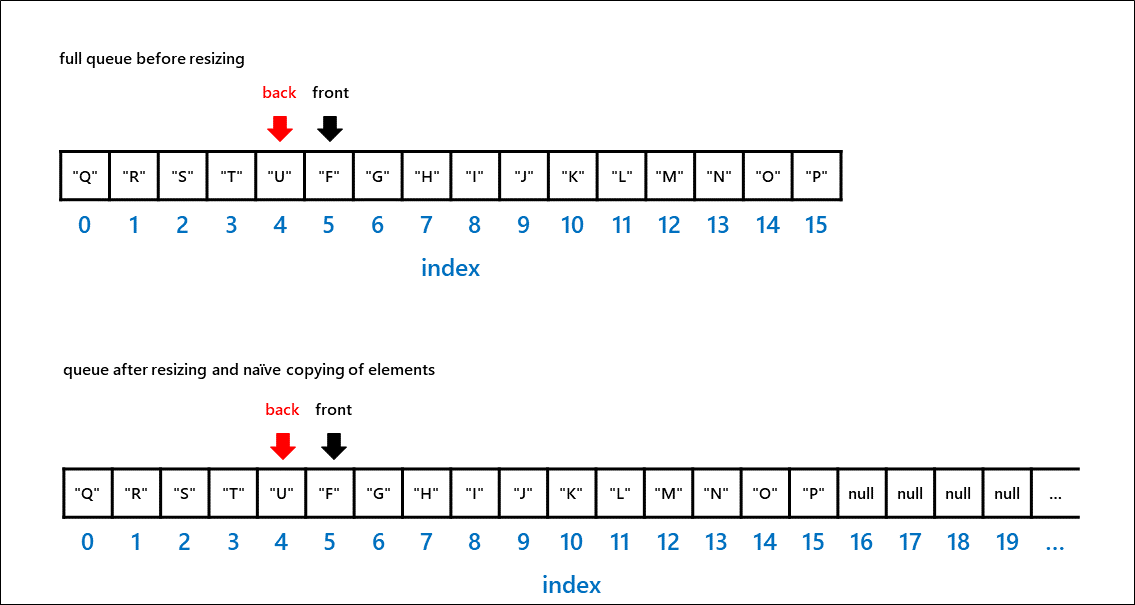 full queue before resizing
back front
"Q" "R" "S" "T" "U" "F" "G" "H" "I" "J" "K" "L" "M" "N" "O" "P"
0 1 2 3 4 5 6 7 8 9 10 11 12 13 14 15
index
queue after resizing and naïve copying of elements
back front
"Q" "R" "S" "T" "U" "F" "G" "H" "I" "J" "K" "L" "M" "N" "O" "P" null null null null ...
0 1 2 3 4 5 6 7 8 9 10 11 12 13 14 15 16 17 18 19 ...
index